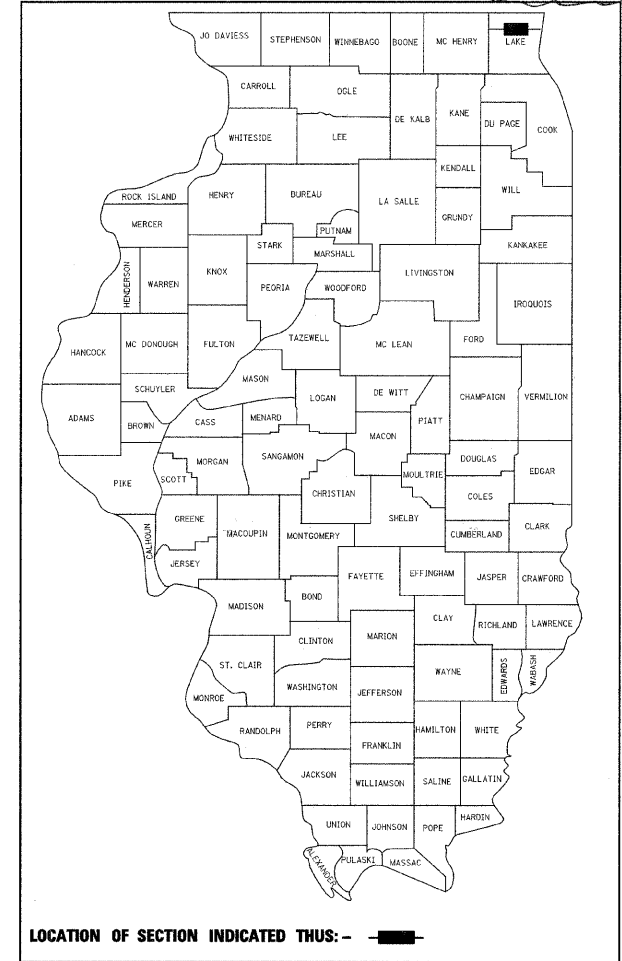 JO DAVIESS
STEPHENSON
WINNEBAGO
BOONE
MC HENRY
LAKE
CARROLL
OGLE
DE KALB
KANE
DU PAGE
COOK
WHITESIDE
LEE
KENDALL
WILL
ROCK ISLAND
HENRY
BUREAU
LA SALLE
GRUNDY
MERCER
PUTNAM
STARK
MARSHALL
KANKAKEE
HENDERSON
WARREN
KNOX
PEORIA
WOODFORD
LIVINGSTON
IROQUOIS
HANCOCK
MC DONOUGH
FULTON
TAZEWELL
MC LEAN
FORD
MASON
SCHUYLER
LOGAN
DE WITT
CHAMPAIGN
VERMILION
ADAMS
BROWN
CASS
MENARD
PIATT
MACON
MORGAN
SANGAMON
DOUGLAS
EDGAR
PIKE
SCOTT
CHRISTIAN
MOULTRIE
COLES
GREENE
MACOUPIN
MONTGOMERY
SHELBY
CUMBERLAND
CLARK
CALHOUN
JERSEY
FAYETTE
EFFINGHAM
JASPER
CRAWFORD
MADISON
BOND
CLAY
RICHLAND
LAWRENCE
CLINTON
MARION
ST. CLAIR
WAYNE
EDWARDS
WABASH
MONROE
WASHINGTON
JEFFERSON
RANDOLPH
PERRY
HAMILTON
WHITE
FRANKLIN
JACKSON
WILLIAMSON
SALINE
GALLATIN
UNION
JOHNSON
POPE
HARDIN
ALEXANDER
PULASKI
MASSAC
LOCATION OF SECTION INDICATED THUS: -